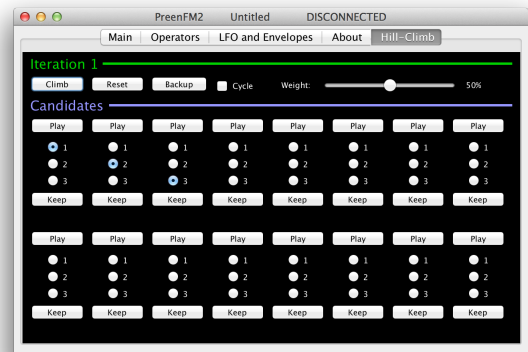 PreenFM2 Untitled DISCONNECTED
Main Operators LFO and Envelopes About Hill-Climb
Iteration 1
Climb Reset Backup Cycle Weight: 50%
Candidates
Play Play Play Play Play Play Play Play
1 1 1 1 1 1 1 1
2 2 2 2 2 2 2 2
3 3 3 3 3 3 3 3
Keep Keep Keep Keep Keep Keep Keep Keep
Play Play Play Play Play Play Play Play
1 1 1 1 1 1 1 1
2 2 2 2 2 2 2 2
3 3 3 3 3 3 3 3
Keep Keep Keep Keep Keep Keep Keep Keep